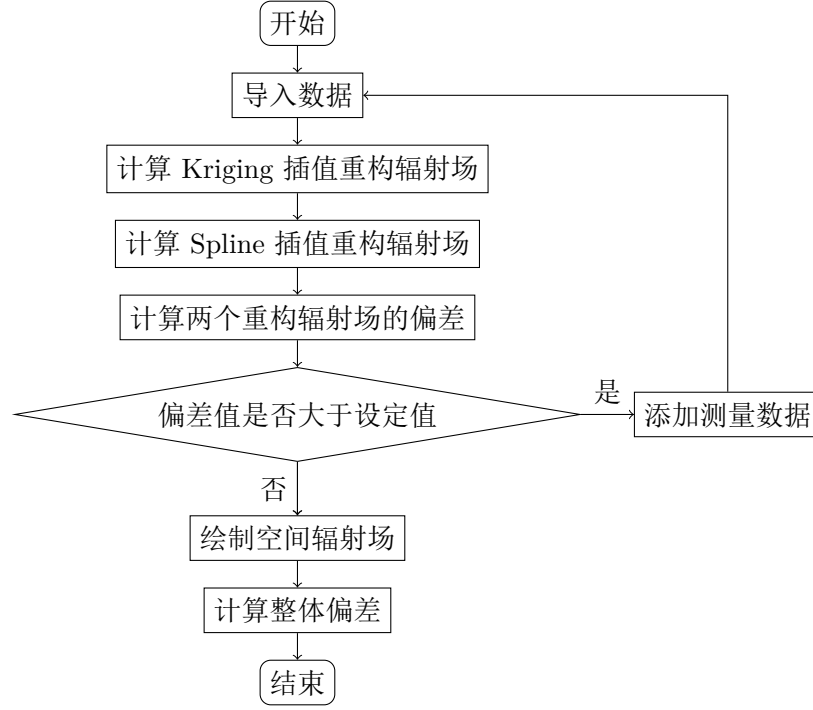 开始
导入数据
计算 Kriging 插值重构辐射场
计算 Spline 插值重构辐射场
计算两个重构辐射场的偏差
偏差值是否大于设定值
是
添加测量数据
否
绘制空间辐射场
计算整体偏差
结束